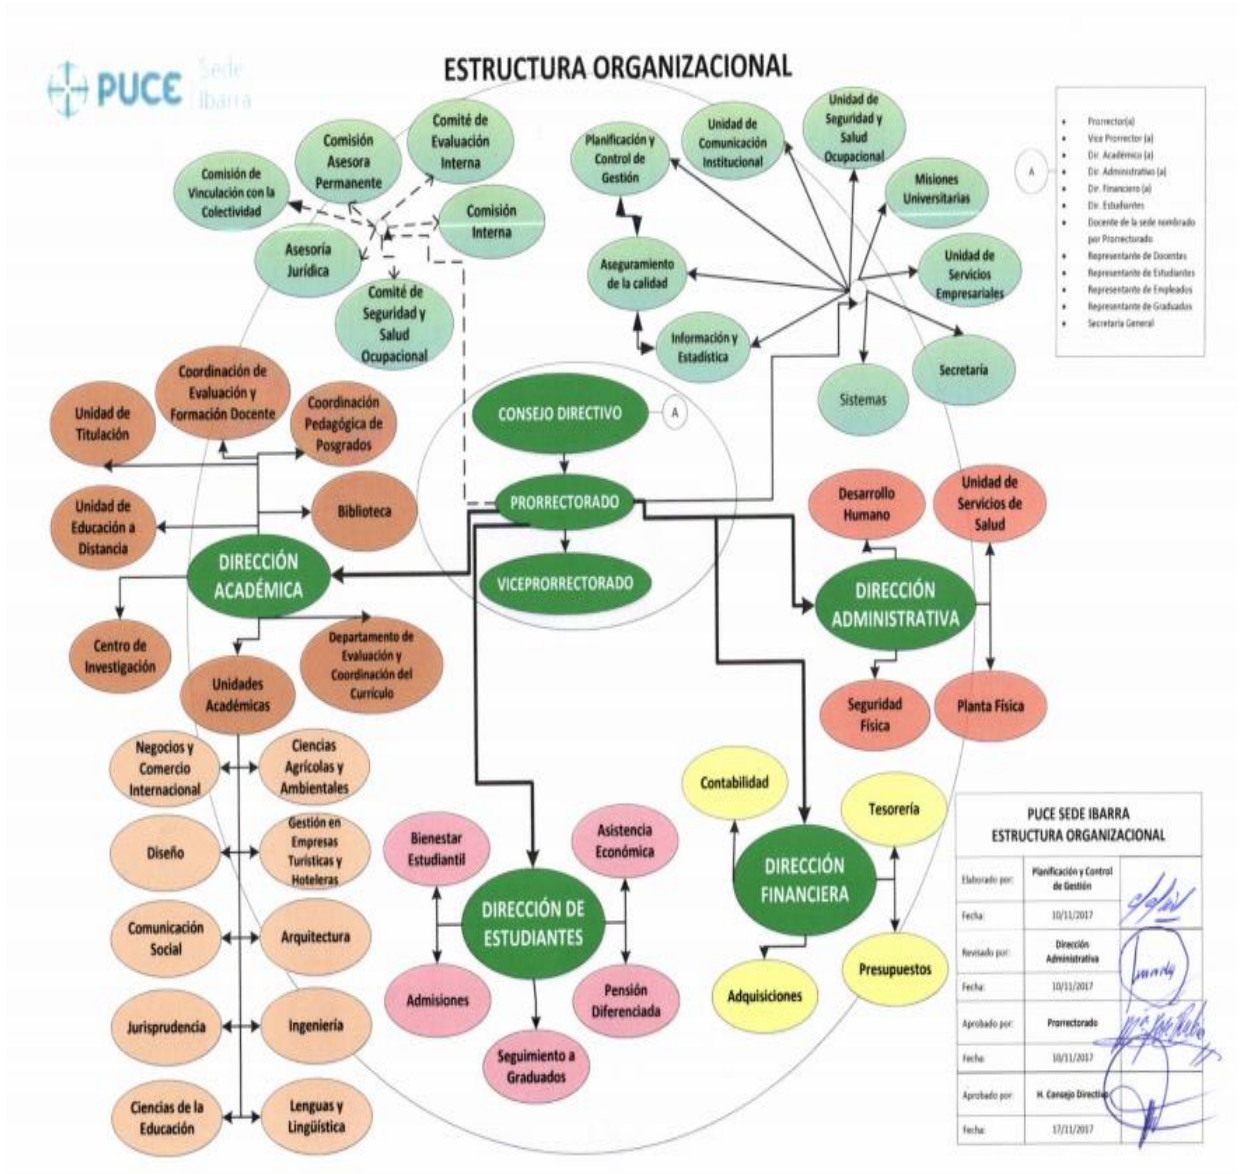 ESTRUCTURA ORGANIZACIONAL
PUCE
Sede
Ibarra
Comité de
Evaluación
Interna
Comisión
Asesora
Permanente
Comisión de
Vinculación con la
Colectividad
Comisión
Interna
Asesoría
Jurídica
Comité de
Seguridad y
Salud
Ocupacional
Planificación y
Control de
Gestión
Unidad de
Comunicación
Institucional
Unidad de
Seguridad y
Salud
Ocupacional
Misiones
Universitarias
Aseguramiento
de la calidad
Unidad de
Servicios
Empresariales
Información y
Estadística
Secretaría
Sistemas
A
Prorrector(a)
Vice Prorrector (a)
Dir. Académico (a)
Dir. Administrativo (a)
Dir. Financiero (a)
Dir. Estudiantes
Docente de la sede nombrado
por Prorrectorado
Representante de Docentes
Representante de Estudiantes
Representante de Empleados
Representante de Graduados
Secretaría General
CONSEJO DIRECTIVO
A
PRORRECTORADO
VICEPRORRECTORADO
Coordinación de
Evaluación y
Formación Docente
Unidad de
Titulación
Coordinación
Pedagógica de
Posgrados
Unidad de
Educación a
Distancia
Biblioteca
DIRECCIÓN
ACADÉMICA
Centro de
Investigación
Departamento de
Evaluación y
Coordinación del
Currículo
Unidades
Académicas
Negocios y
Comercio
Internacional
Ciencias
Agrícolas y
Ambientales
Diseño
Gestión en
Empresas
Turísticas y
Hoteleras
Comunicación
Social
Arquitectura
Jurisprudencia
Ingeniería
Ciencias de la
Educación
Lenguas y
Lingüística
Desarrollo
Humano
Unidad de
Servicios de
Salud
DIRECCIÓN
ADMINISTRATIVA
Seguridad
Física
Planta Física
Contabilidad
Tesorería
DIRECCIÓN
FINANCIERA
Adquisiciones
Presupuestos
Bienestar
Estudiantil
Asistencia
Económica
DIRECCIÓN DE
ESTUDIANTES
Admisiones
Pensión
Diferenciada
Seguimiento a
Graduados
PUCE SEDE IBARRA
ESTRUCTURA ORGANIZACIONAL
Elaborado por:
Planificación y Control
de Gestión
Fecha:
10/11/2017
Revisado por:
Dirección
Administrativa
Fecha:
10/11/2017
Aprobado por:
Prorrectorado
Fecha:
10/11/2017
Aprobado por
H. Consejo Directivo
Fecha:
17/11/2017